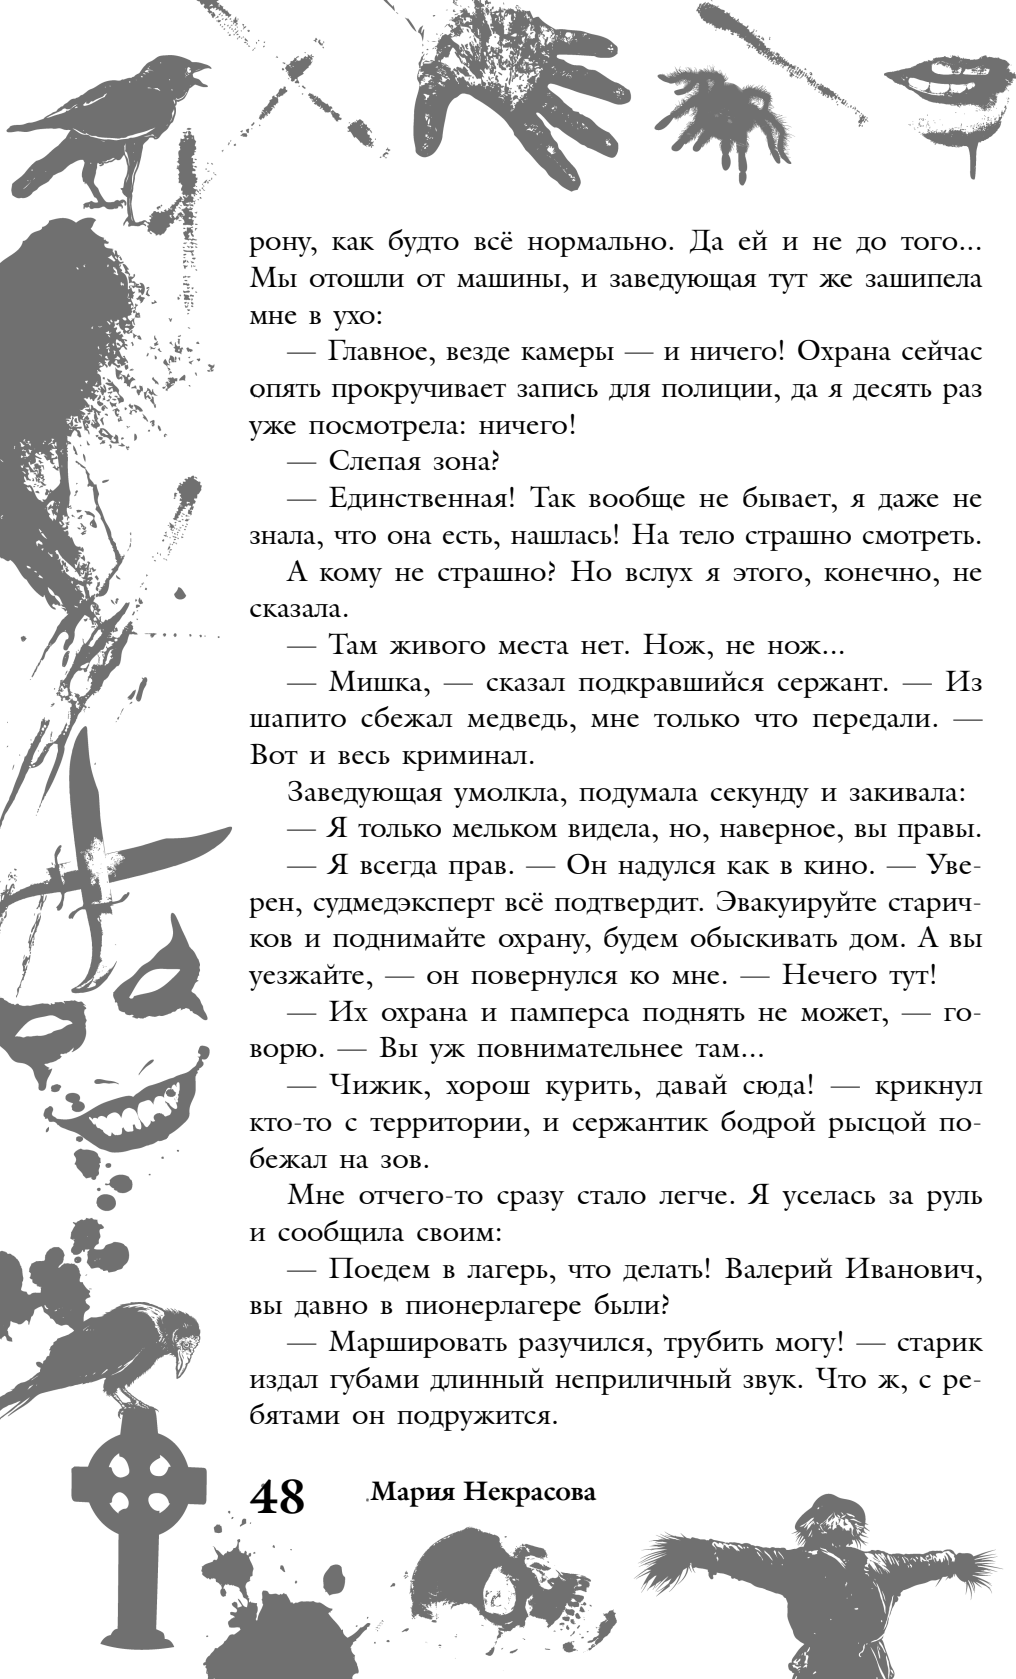 рону, как будто всё нормально. Да ей и не до того...
Мы отошли от машины, и заведующая тут же зашипела
мне в ухо:
— Главное, везде камеры — и ничего! Охрана сейчас
опять прокручивает запись для полиции, да я десять раз
уже посмотрела: ничего!
— Слепая зона?
— Единственная! Так вообще не бывает, я даже не
знала, что она есть, нашлась! На тело страшно смотреть.
А кому не страшно? Но вслух я этого, конечно, не
сказала.
— Там живого места нет. Нож, не нож...
— Мишка, — сказал подкравшийся сержант. — Из
шапито сбежал медведь, мне только что передали. —
Вот и весь криминал.
Заведующая умолкла, подумала секунду и закивала:
— Я только мельком видела, но, наверное, вы правы.
— Я всегда прав. — Он надулся как в кино. — Уве-
рен, судмедэксперт всё подтвердит. Эвакуируйте старич-
ков и поднимайте охрану, будем обыскивать дом. А вы
уезжайте, — он повернулся ко мне. — Нечего тут!
— Их охрана и памперса поднять не может, — го-
ворю. — Вы уж повнимательнее там...
— Чижик, хорош курить, давай сюда! — крикнул
кто-то с территории, и сержантик бодрой рысцой по-
бежал на зов.
Мне отчего-то сразу стало легче. Я уселась за руль
и сообщила своим:
— Поедем в лагерь, что делать! Валерий Иванович,
вы давно в пионерлагере были?
— Маршировать разучился, трубить могу! — старик
издал губами длинный неприличный звук. Что ж, с ре-
бятами он подружится.
48 Мария Некрасова